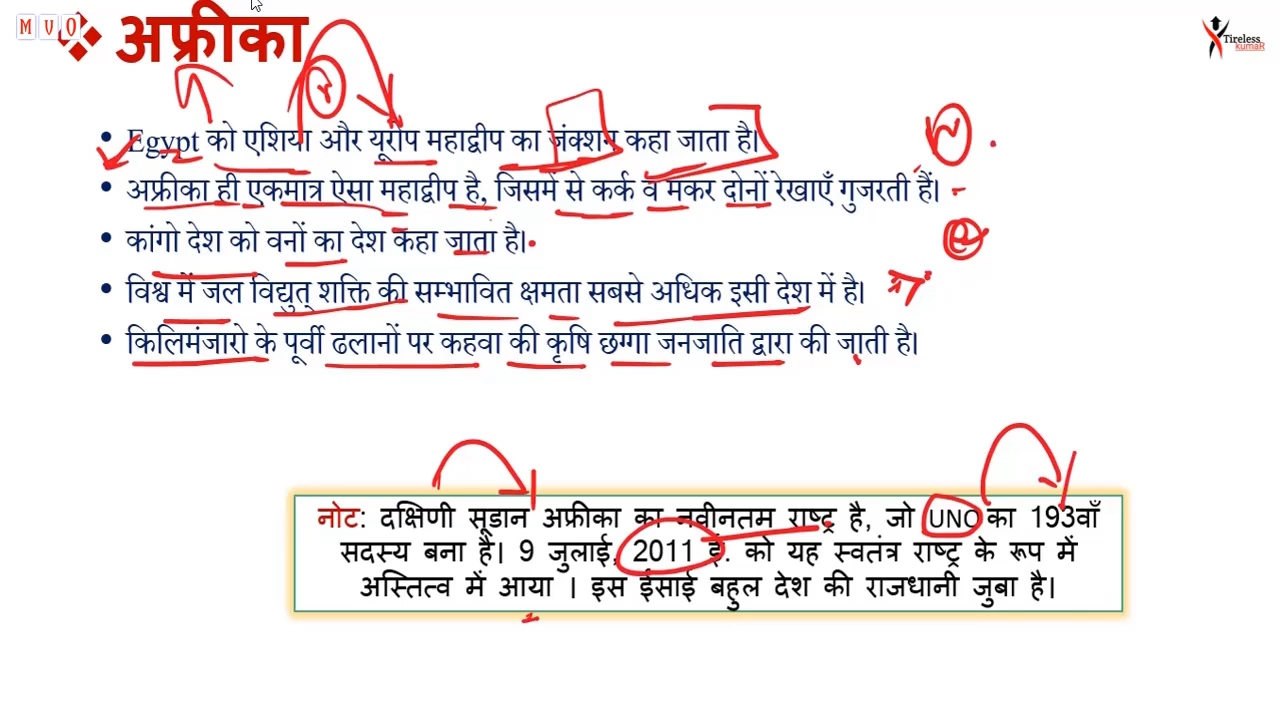 M V O
❖ अफ्रीका
Tireless
kumaR
• Egypt को एशिया और यूरोप महाद्वीप का जंक्शन कहा जाता है।
• अफ्रीका ही एकमात्र ऐसा महाद्वीप है, जिसमें से कर्क व मकर दोनों रेखाएँ गुजरती हैं।
• कांगो देश को वनों का देश कहा जाता है।
• विश्व में जल विद्युत् शक्ति की सम्भावित क्षमता सबसे अधिक इसी देश में है।
• किलिमंजारो के पूर्वी ढलानों पर कहवा की कृषि छग्गा जनजाति द्वारा की जाती है।
नोट: दक्षिणी सूडान अफ्रीका का नवीनतम राष्ट्र है, जो UNO का 193वाँ
सदस्य बना है। 9 जुलाई, 2011 ई. को यह स्वतंत्र राष्ट्र के रूप में
अस्तित्व में आया । इस ईसाई बहुल देश की राजधानी जुबा है।